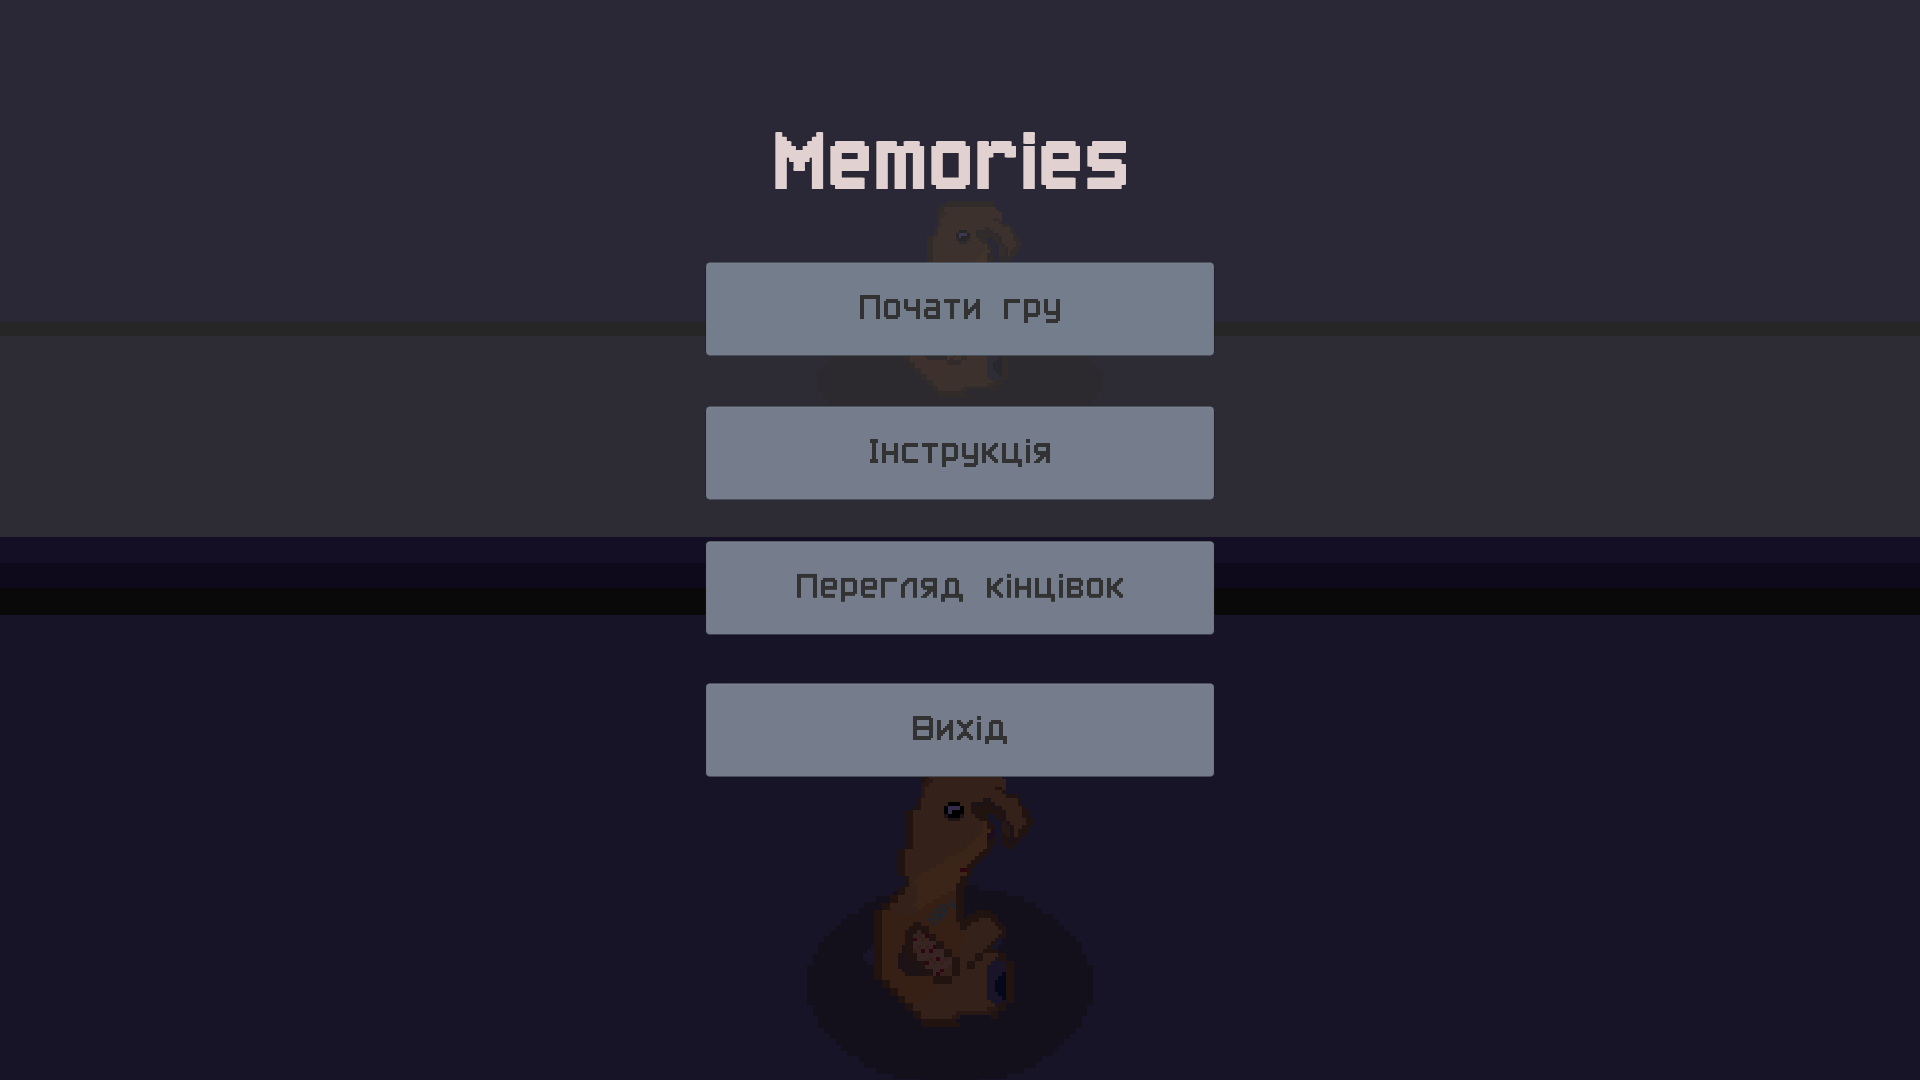 Memories
Почати гру
Інструкція
Перегляд кінцівок
Вихід